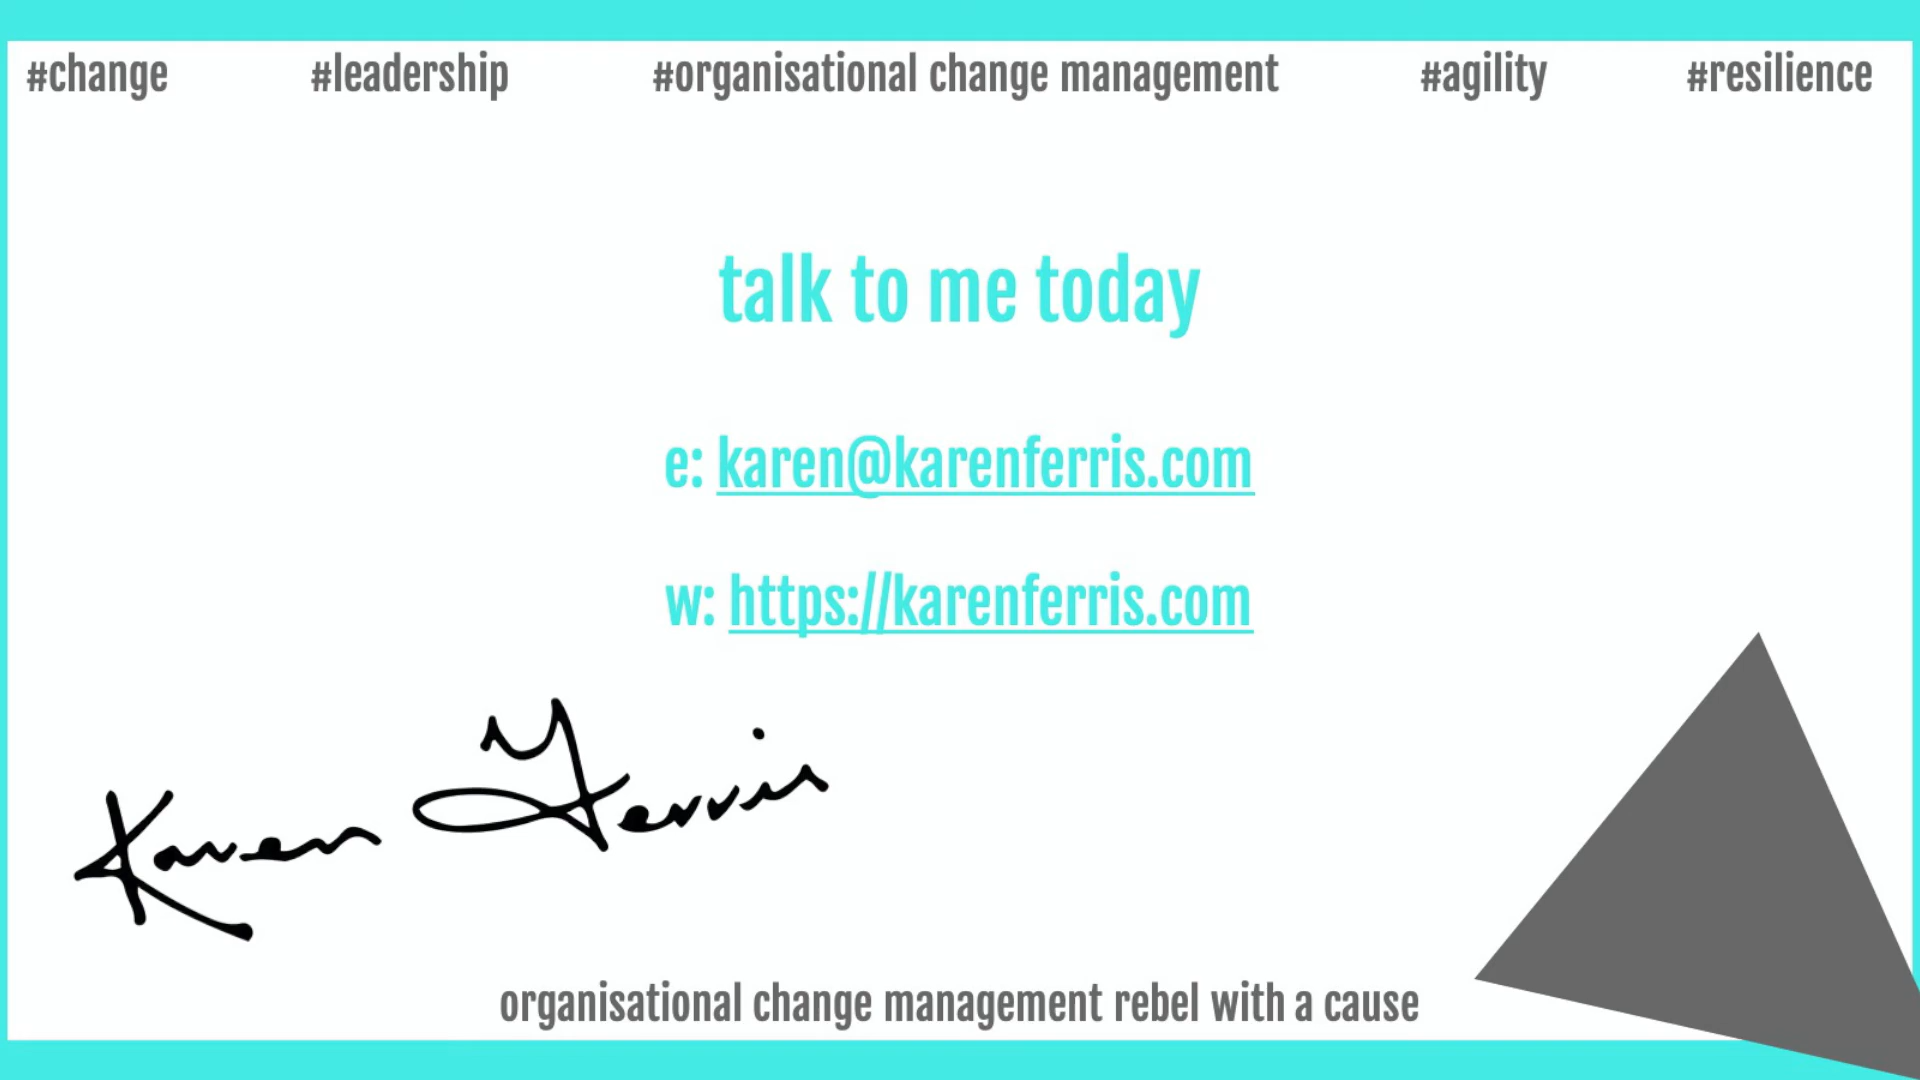 #change #leadership #organisational change management #agility #resilience
talk to me today
e: karen@karenferris.com
w: https://karenferris.com
Karen Ferris
organisational change management rebel with a cause